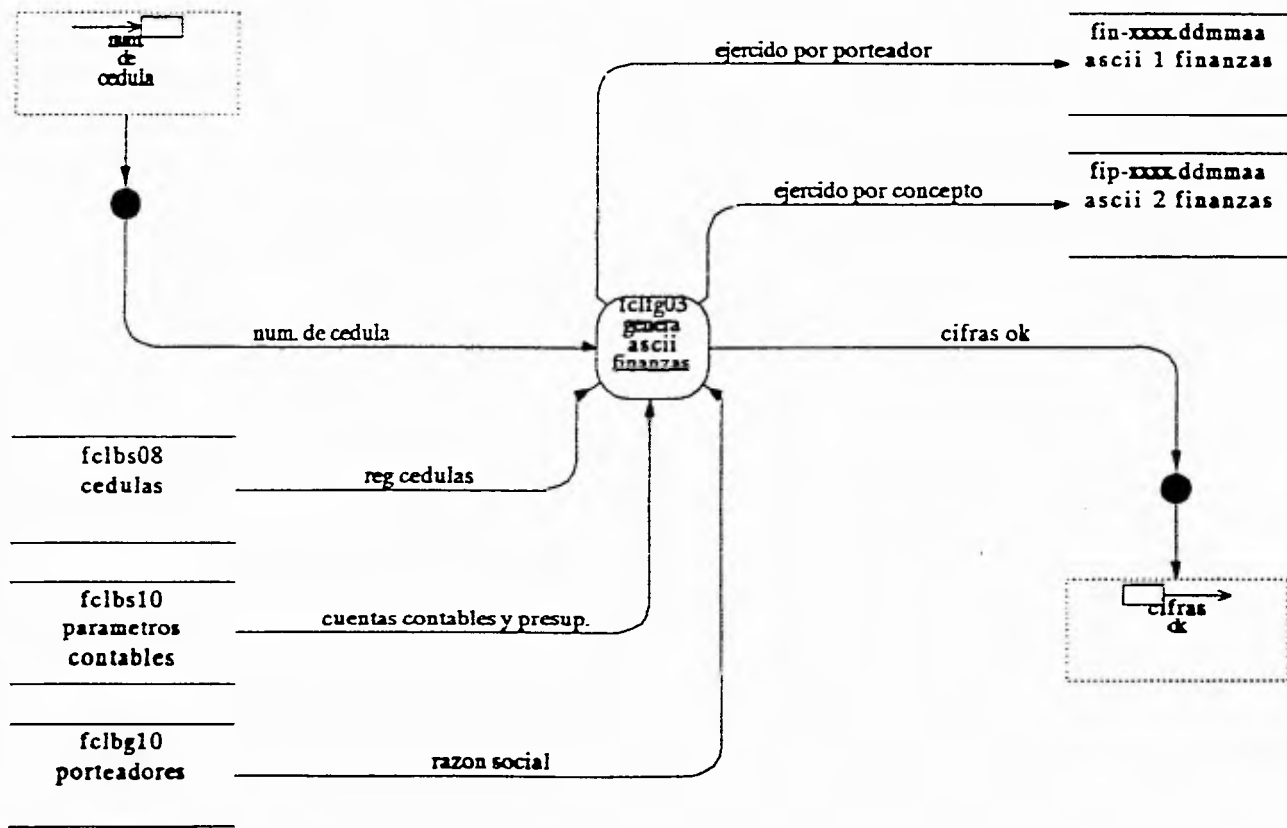 num.
de
cedula
ejercido por porteador
fin-xxxx.ddmmaa
ascii 1 finanzas
ejercido por concepto
fip-xxxx.ddmmaa
ascii 2 finanzas
num. de cedula
fclfg03
genera
ascii
finanzas
cifras ok
fclbs08
cedulas
reg cedulas
fclbs10
parametros
contables
cuentas contables y presup.
cifras
ok
fclbg10
porteadores
razon social